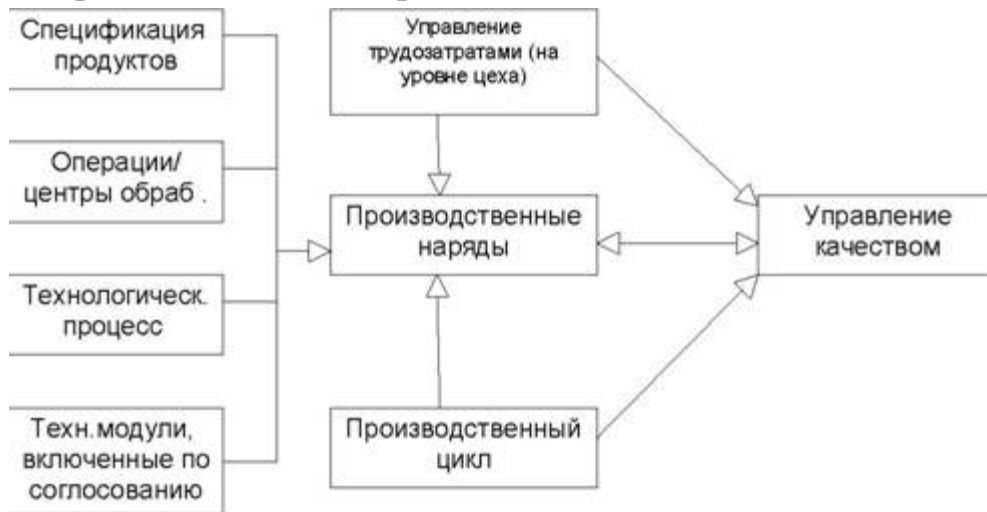 Спецификация
продуктов
Операции/
центры обраб .
Технологическ.
процесс
Техн.модули,
включенные по
соглосованию
Управление
трудозатратами (на
уровне цеха)
Производственные
наряды
Производственный
цикл
Управление
качеством